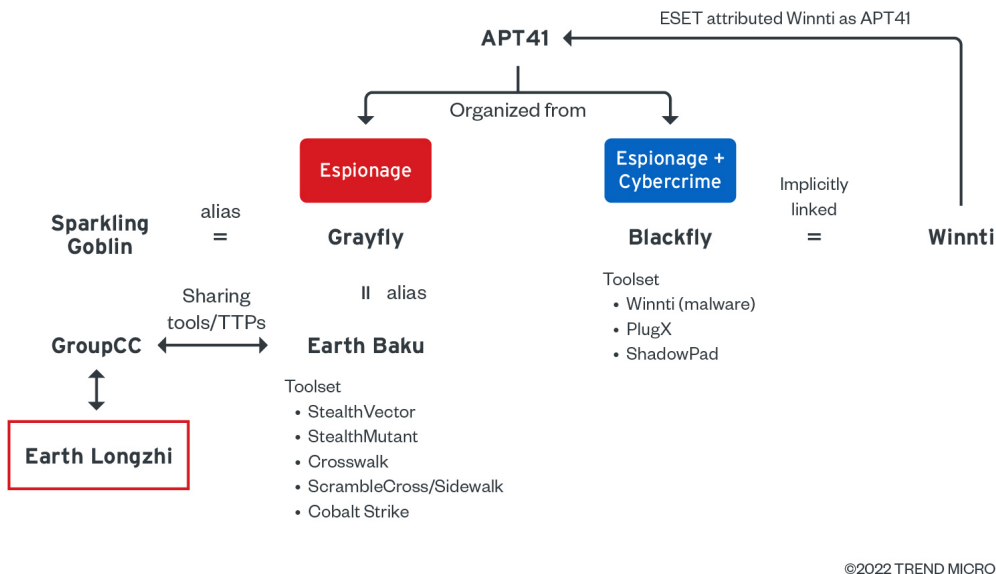 ESET attributed Winnti as APT41
APT41
Organized from
Espionage
Espionage +
Cybercrime
Implicitly
linked
Sparkling
Goblin
alias
=
Grayfly
Blackfly
=
Winnti
= alias
Toolset
• Winnti (malware)
• PlugX
• ShadowPad
Sharing
tools/TTPs
GroupCC
Earth Baku
Toolset
• StealthVector
• StealthMutant
• Crosswalk
• ScrambleCross/Sidewalk
• Cobalt Strike
Earth Longzhi
©2022 TREND MICRO